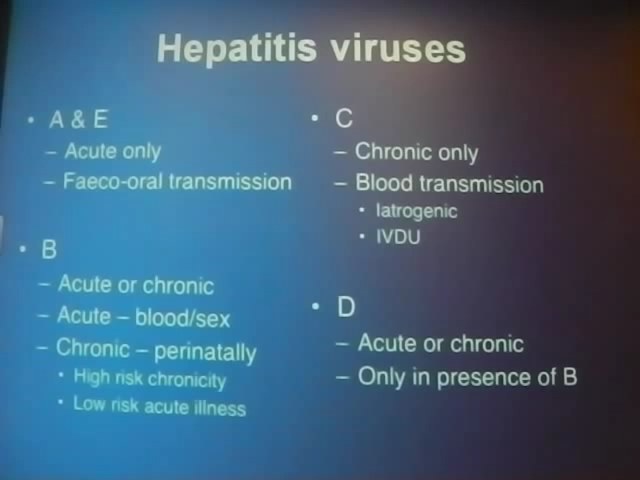 Hepatitis viruses
• A & E
– Acute only
– Faeco-oral transmission
• B
– Acute or chronic
– Acute – blood/sex
– Chronic – perinatally
• High risk chronicity
• Low risk acute illness
• C
– Chronic only
– Blood transmission
• Iatrogenic
• IVDU
• D
– Acute or chronic
– Only in presence of B